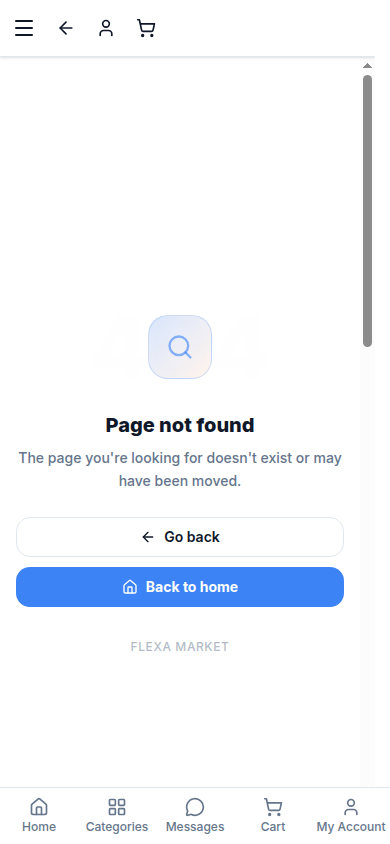 Page not found
The page you're looking for doesn't exist or may
have been moved.
Go back
Back to home
FLEXA MARKET
Home
Categories
Messages
Cart
My Account